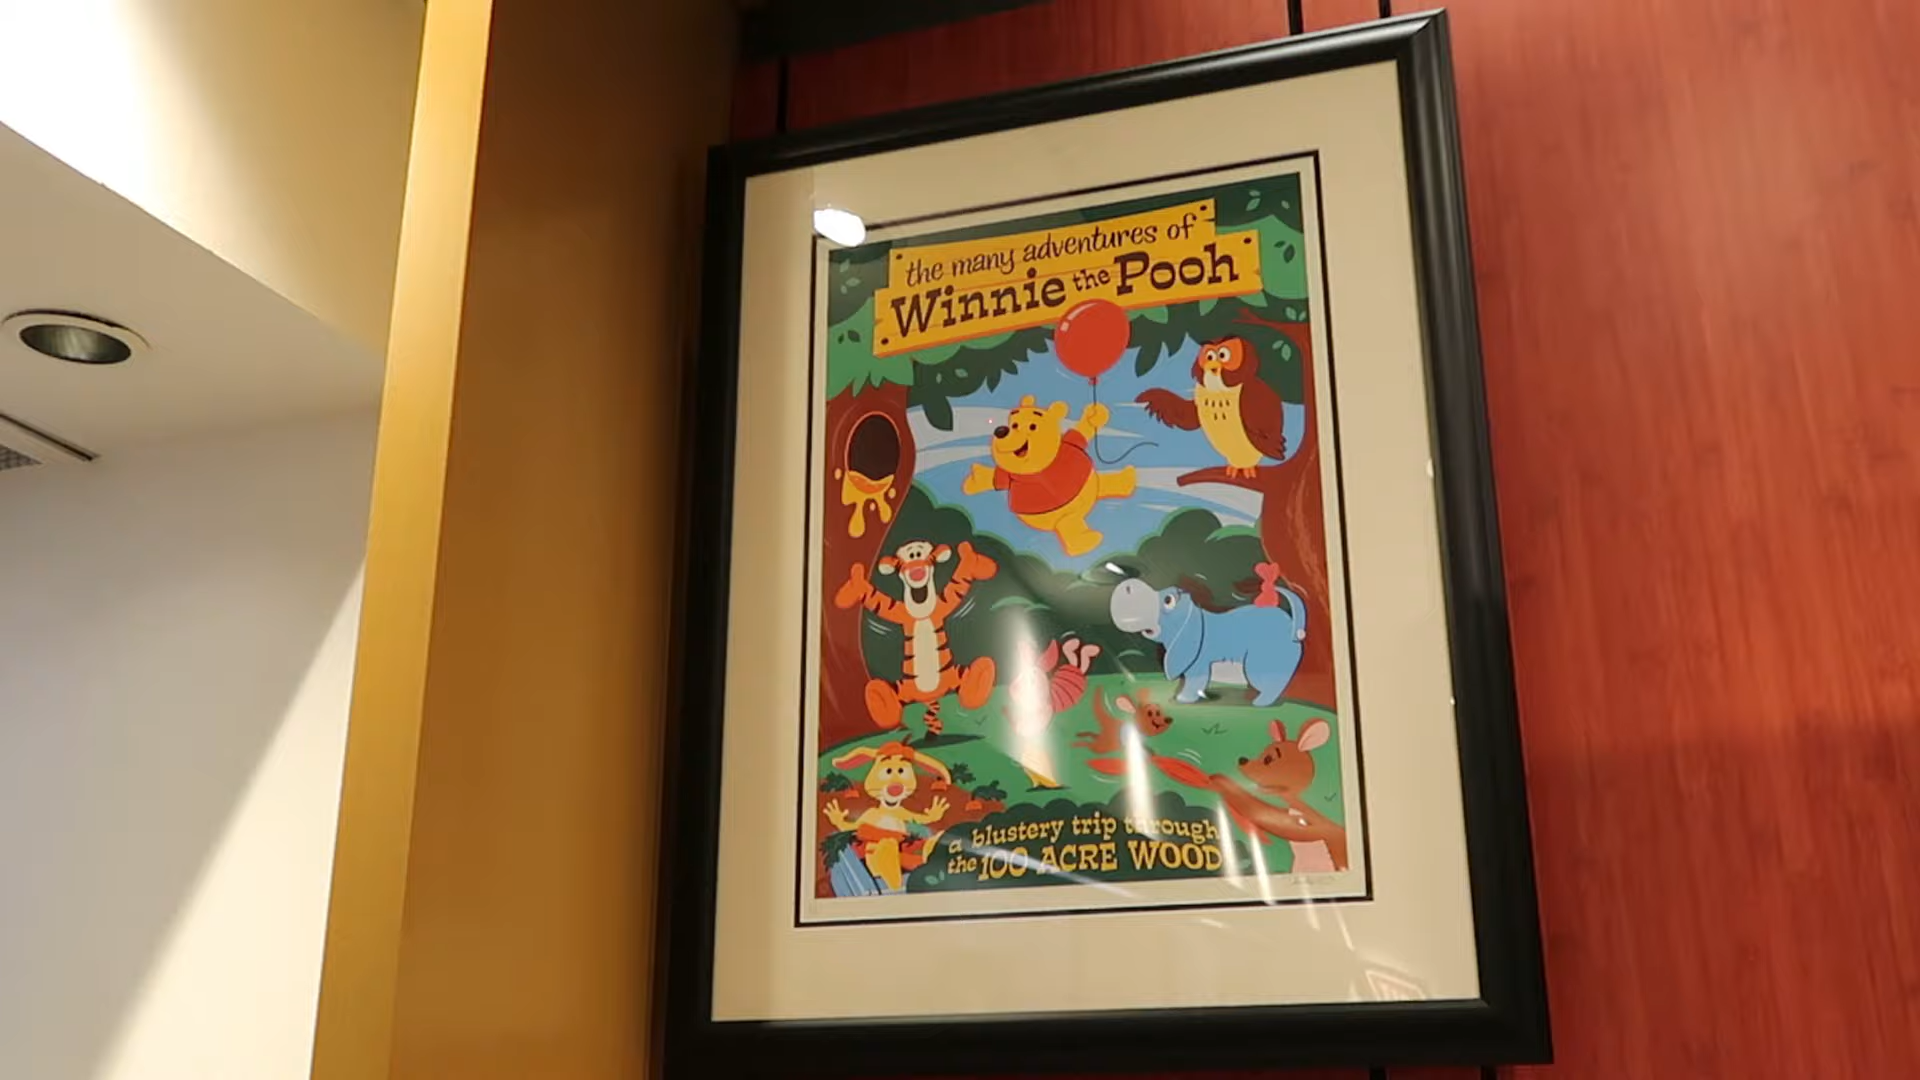 the many adventures of
Winnie the Pooh
a blustery trip through
the 100 ACRE WOOD